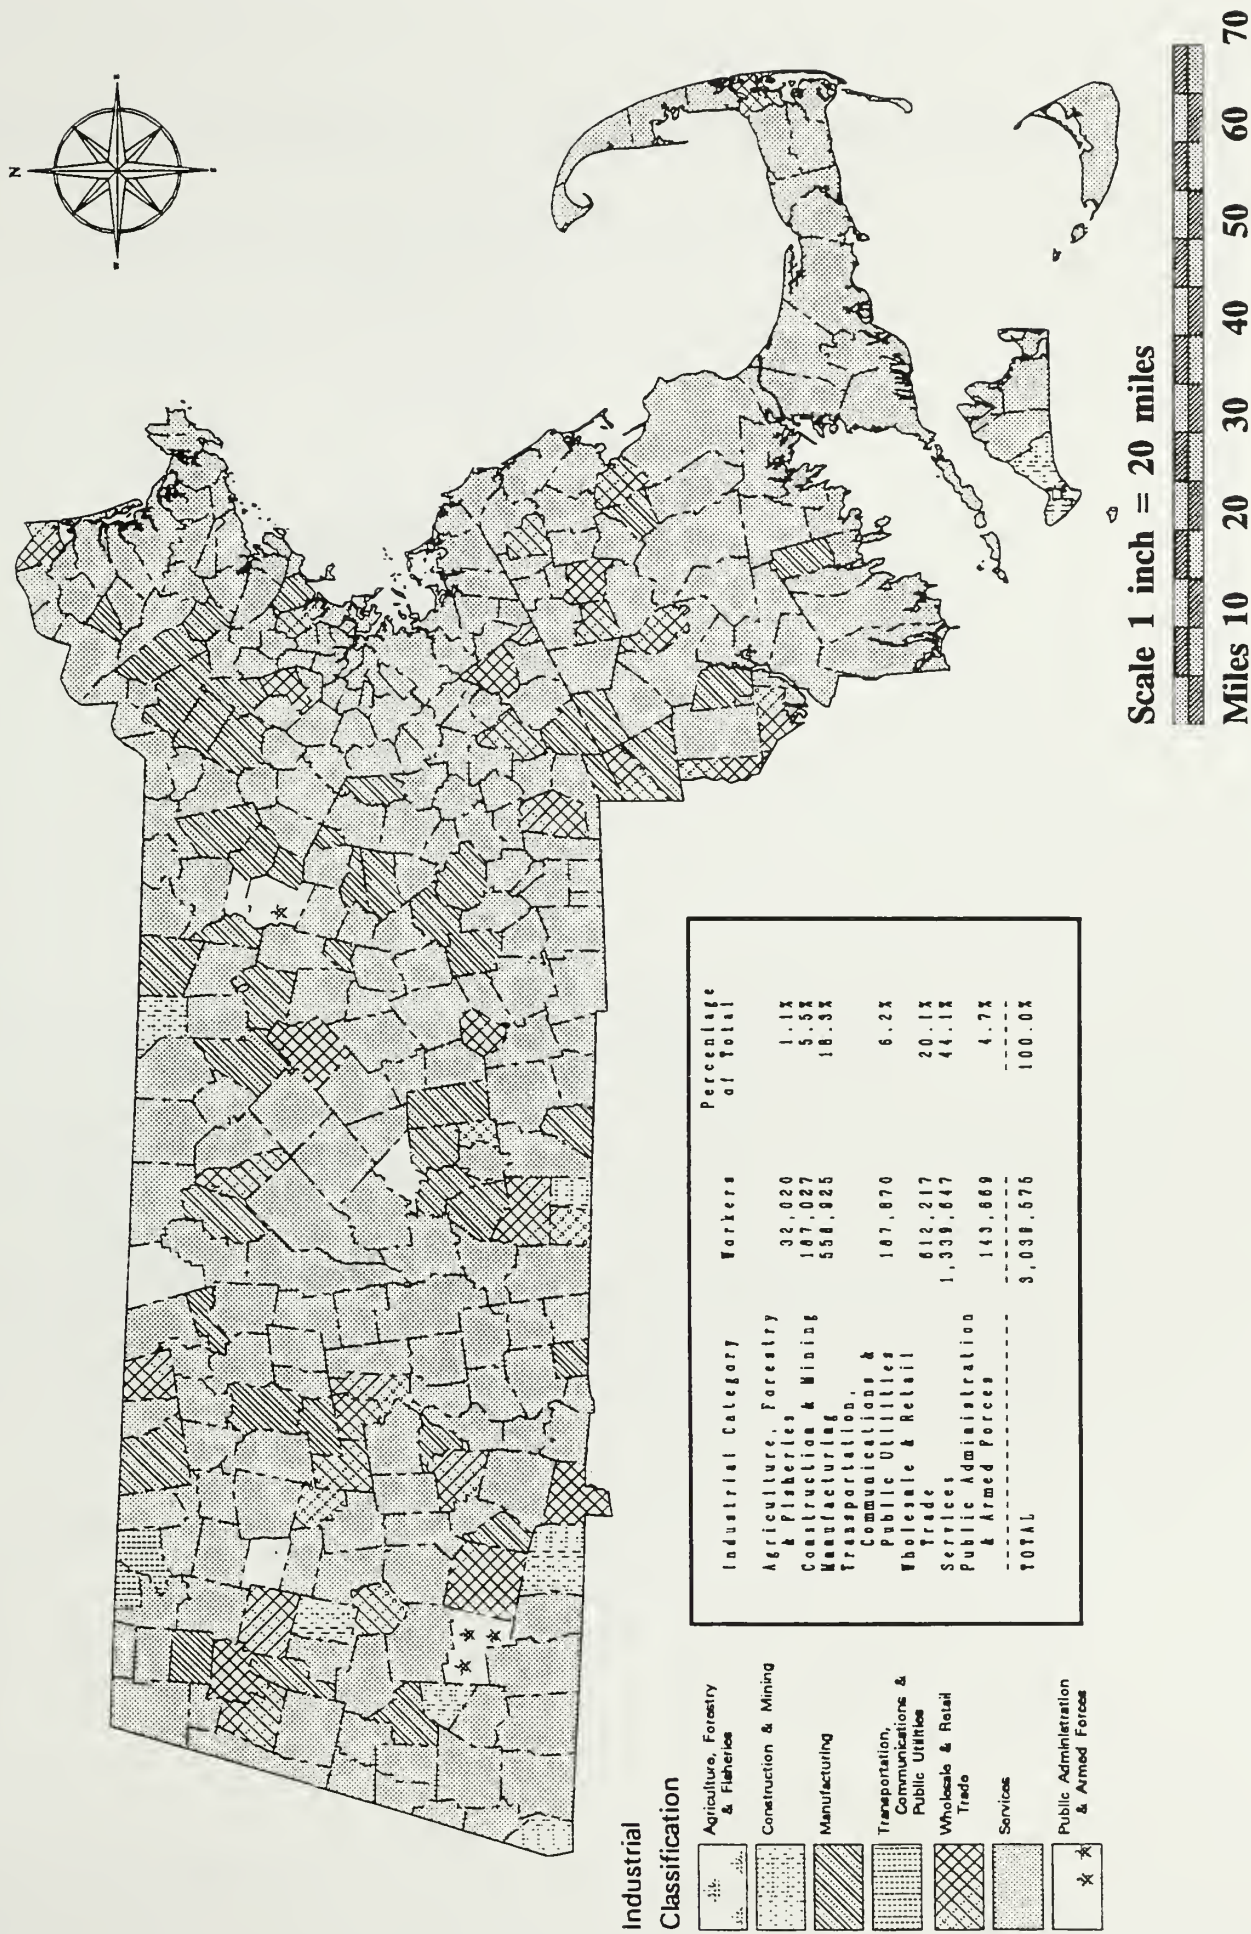 N
Scale 1 inch = 20 miles
Miles 10 20 30 40 50 60 70
Industrial
Classification
Agriculture, Forestry
& Fisheries
Construction & Mining
Manufacturing
Transportation,
Communications &
Public Utilities
Wholesale & Retail
Trade
Services
Public Administration
& Armed Forces
Industrial Category Workers Percentage
of Total
Agriculture, Forestry
& Fisheries 32,020 1.1%
Construction & Mining 167,027 5.5%
Manufacturing 556,925 18.3%
Transportation,
Communications &
Public Utilities 187,870 6.2%
Wholesale & Retail
Trade 612,217 20.1%
Services 1,339,647 44.1%
Public Administration
& Armed Forces 143,869 4.7%
TOTAL 3,039,575 100.0%